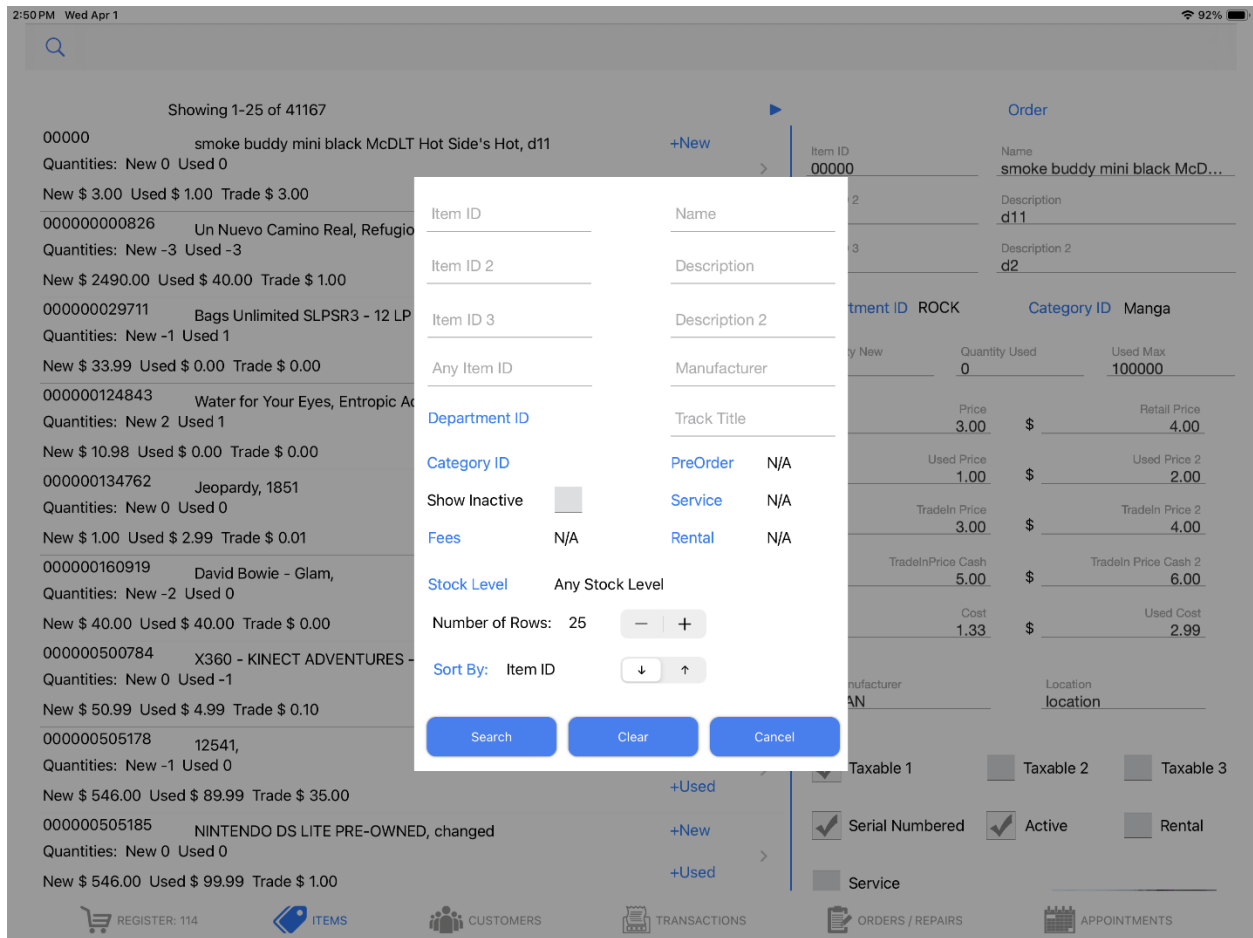 2:50 PM Wed Apr 1
92%
Showing 1-25 of 41167
Order
00000
smoke buddy mini black McDLT Hot Side's Hot, d11
+New
Quantities: New 0 Used 0
New $ 3.00 Used $ 1.00 Trade $ 3.00
000000000826
Un Nuevo Camino Real, Refugio
Quantities: New -3 Used -3
New $ 2490.00 Used $ 40.00 Trade $ 1.00
000000029711
Bags Unlimited SLPSR3 - 12 LP
Quantities: New -1 Used 1
New $ 33.99 Used $ 0.00 Trade $ 0.00
000000124843
Water for Your Eyes, Entropic
Quantities: New 2 Used 1
New $ 10.98 Used $ 0.00 Trade $ 0.00
000000134762
Jeopardy, 1851
Quantities: New 0 Used 0
New $ 1.00 Used $ 2.99 Trade $ 0.01
000000160919
David Bowie - Glam,
Quantities: New -2 Used 0
New $ 40.00 Used $ 40.00 Trade $ 0.00
000000500784
X360 - KINECT ADVENTURES -
Quantities: New 0 Used -1
New $ 50.99 Used $ 4.99 Trade $ 0.10
000000505178
12541,
Quantities: New -1 Used 0
New $ 546.00 Used $ 89.99 Trade $ 35.00
+Used
000000505185
NINTENDO DS LITE PRE-OWNED, changed
+New
Quantities: New 0 Used 0
+Used
New $ 546.00 Used $ 99.99 Trade $ 1.00
Item ID
Name
Item ID 2
Description
Item ID 3
Description 2
Any Item ID
Manufacturer
Department ID
Track Title
Category ID
PreOrder N/A
Show Inactive
Service N/A
Fees N/A
Rental N/A
Stock Level Any Stock Level
Number of Rows: 25 − +
Sort By: Item ID ↓ ↑
Search Clear Cancel
Item ID
00000
Name
smoke buddy mini black McD...
2
Description
d11
3
Description 2
d2
tment ID ROCK
Category ID Manga
y New
Quantity Used
0
Used Max
100000
Price
3.00
Retail Price
$ 4.00
Used Price
1.00
Used Price 2
$ 2.00
TradeIn Price
3.00
TradeIn Price 2
$ 4.00
TradeInPrice Cash
5.00
TradeIn Price Cash 2
$ 6.00
Cost
1.33
Used Cost
$ 2.99
nufacturer
AN
Location
location
Taxable 1 Taxable 2 Taxable 3
Serial Numbered Active Rental
Service
REGISTER: 114 ITEMS CUSTOMERS TRANSACTIONS ORDERS / REPAIRS APPOINTMENTS